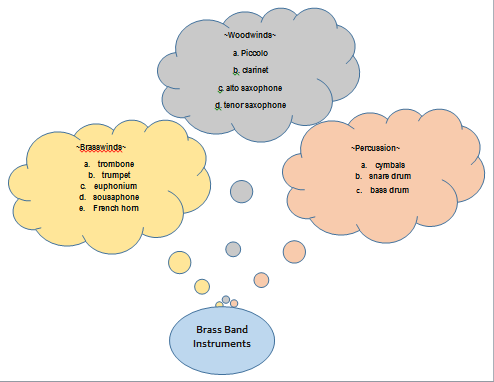 ~Woodwinds~
a. Piccolo
b. clarinet
c. alto saxophone
d. tenor saxophone
~Brasswinds~
a. trombone
b. trumpet
c. euphonium
d. sousaphone
e. French horn
~Percussion~
a. cymbals
b. snare drum
c. bass drum
Brass Band
Instruments